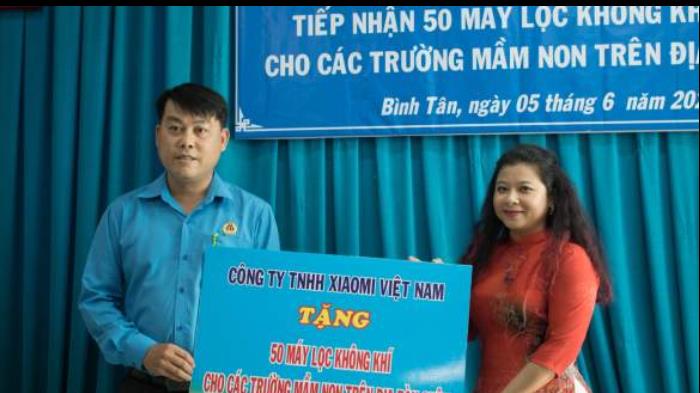 TIẾP NHẬN 50 MÁY LỌC KHÔNG KH
CHO CÁC TRƯỜNG MẦM NON TRÊN ĐỊ
Bình Tân, ngày 05 tháng 6 năm 202
CÔNG TY TNHH XIAOMI VIỆT NAM
TẶNG
50 MÁY LỌC KHÔNG KHÍ
CHO CÁC TRƯỜNG MẦM NON TRÊN ĐỊA BÀN